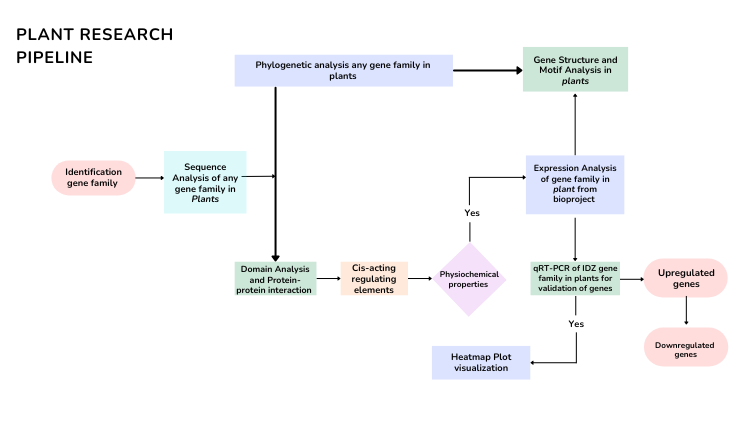 PLANT RESEARCH
PIPELINE
Phylogenetic analysis any gene family in
plants
Gene Structure and
Motif Analysis in
plants
Identification
gene family
Sequence
Analysis of any
gene family in
Plants
Expression Analysis
of gene family in
plant from
bioproject
Yes
Domain Analysis
and Protein-
protein interaction
Cis-acting
regulating
elements
Physiochemical
properties
qRT-PCR of IDZ gene
family in plants for
validation of genes
Upregulated
genes
Yes
Downregulated
genes
Heatmap Plot
visualization